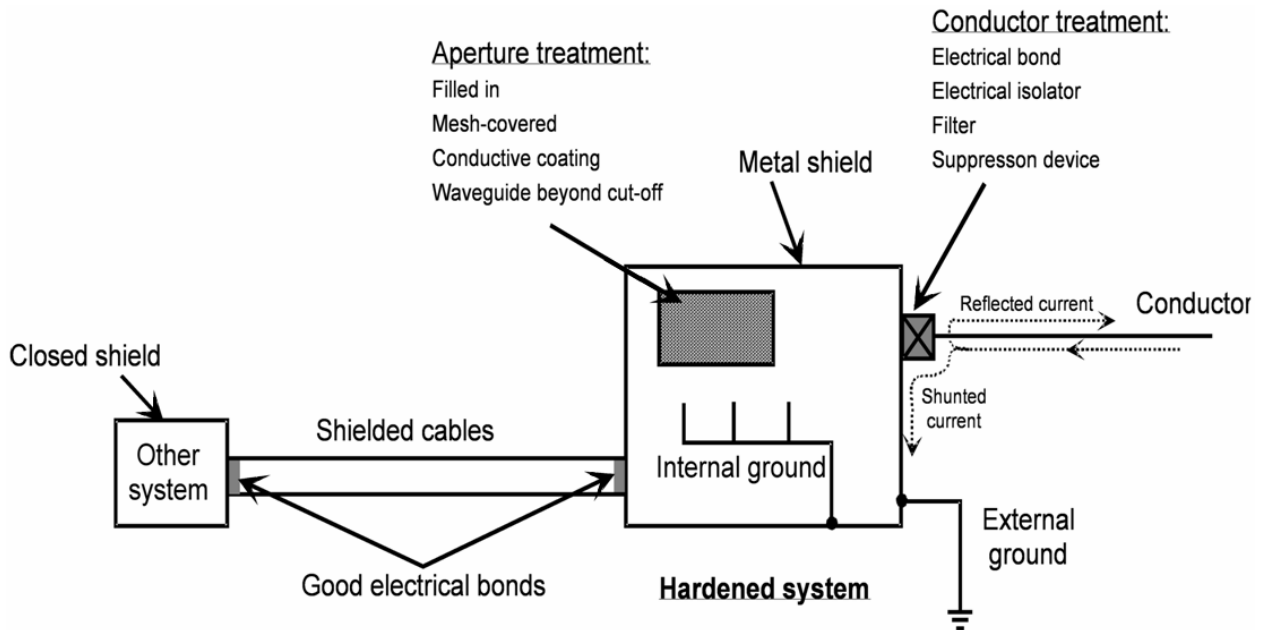 Aperture treatment:
Filled in
Mesh-covered
Conductive coating
Waveguide beyond cut-off
Conductor treatment:
Electrical bond
Electrical isolator
Filter
Suppresson device
Metal shield
Reflected current
Conductor
Closed shield
Shunted
current
Shielded cables
Other
system
Internal ground
External
ground
Good electrical bonds
Hardened system